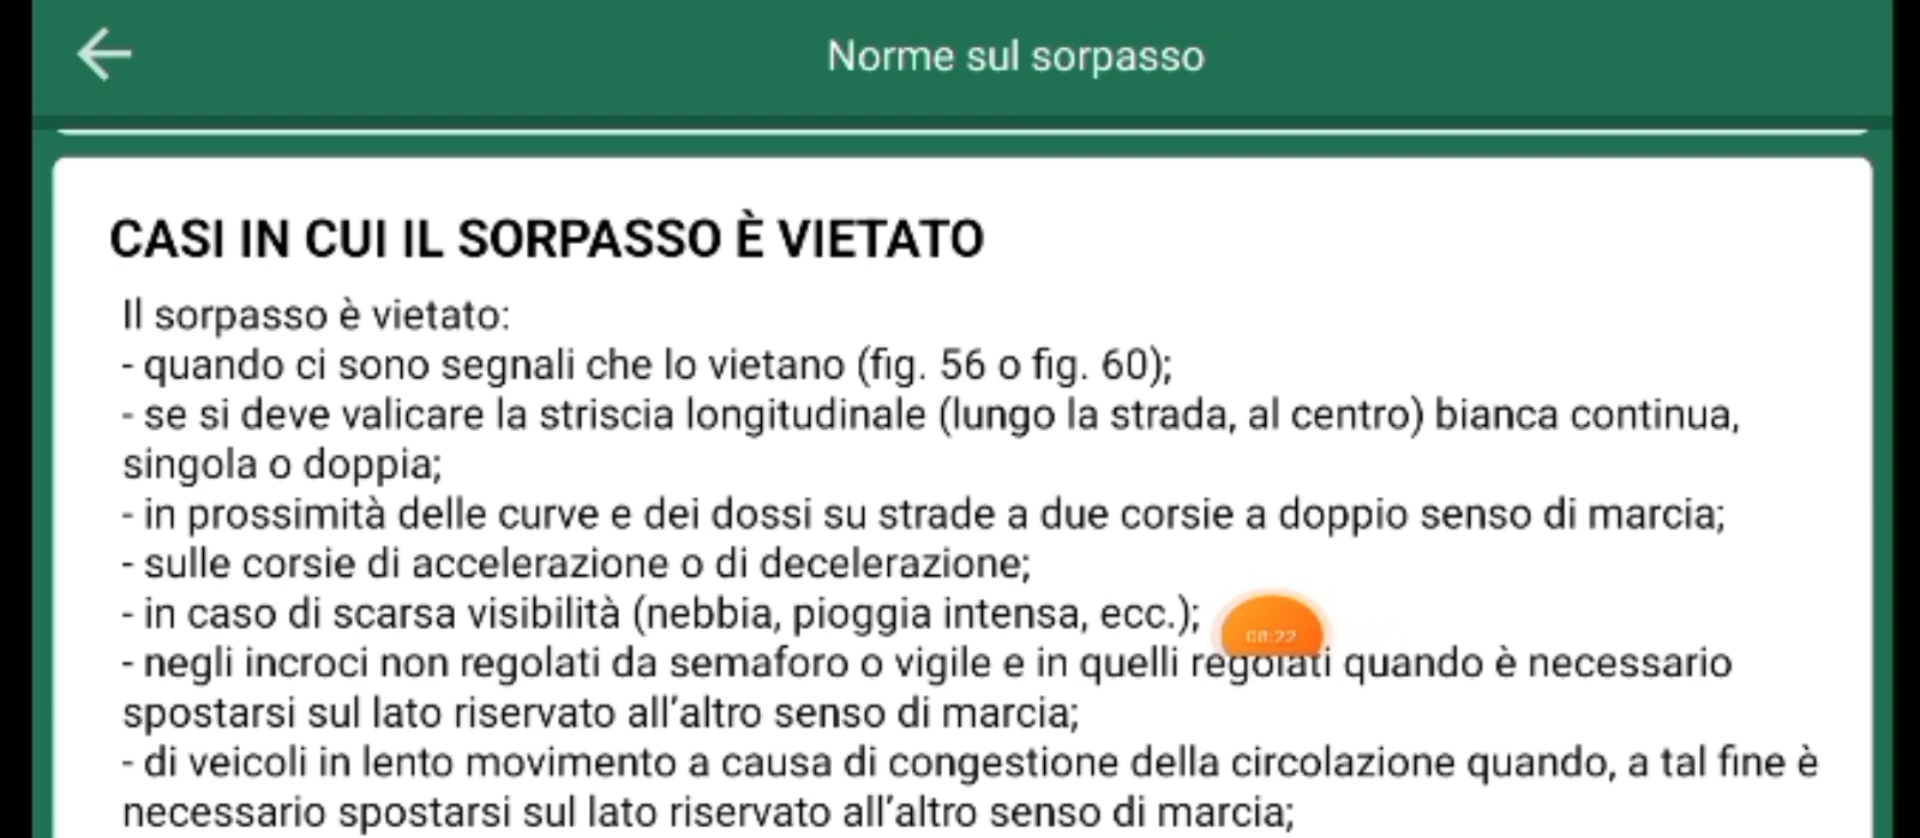 Norme sul sorpasso
CASI IN CUI IL SORPASSO È VIETATO
Il sorpasso è vietato:
- quando ci sono segnali che lo vietano (fig. 56 o fig. 60);
- se si deve valicare la striscia longitudinale (lungo la strada, al centro) bianca continua,
singola o doppia;
- in prossimità delle curve e dei dossi su strade a due corsie a doppio senso di marcia;
- sulle corsie di accelerazione o di decelerazione;
- in caso di scarsa visibilità (nebbia, pioggia intensa, ecc.);
08:22
- negli incroci non regolati da semaforo o vigile e in quelli regolati quando è necessario
spostarsi sul lato riservato all'altro senso di marcia;
- di veicoli in lento movimento a causa di congestione della circolazione quando, a tal fine è
necessario spostarsi sul lato riservato all'altro senso di marcia;